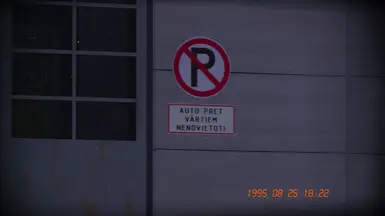 P
AUTO PRET
VĀRTIEM
NENOVIETOT!
1995 08 25 18:22